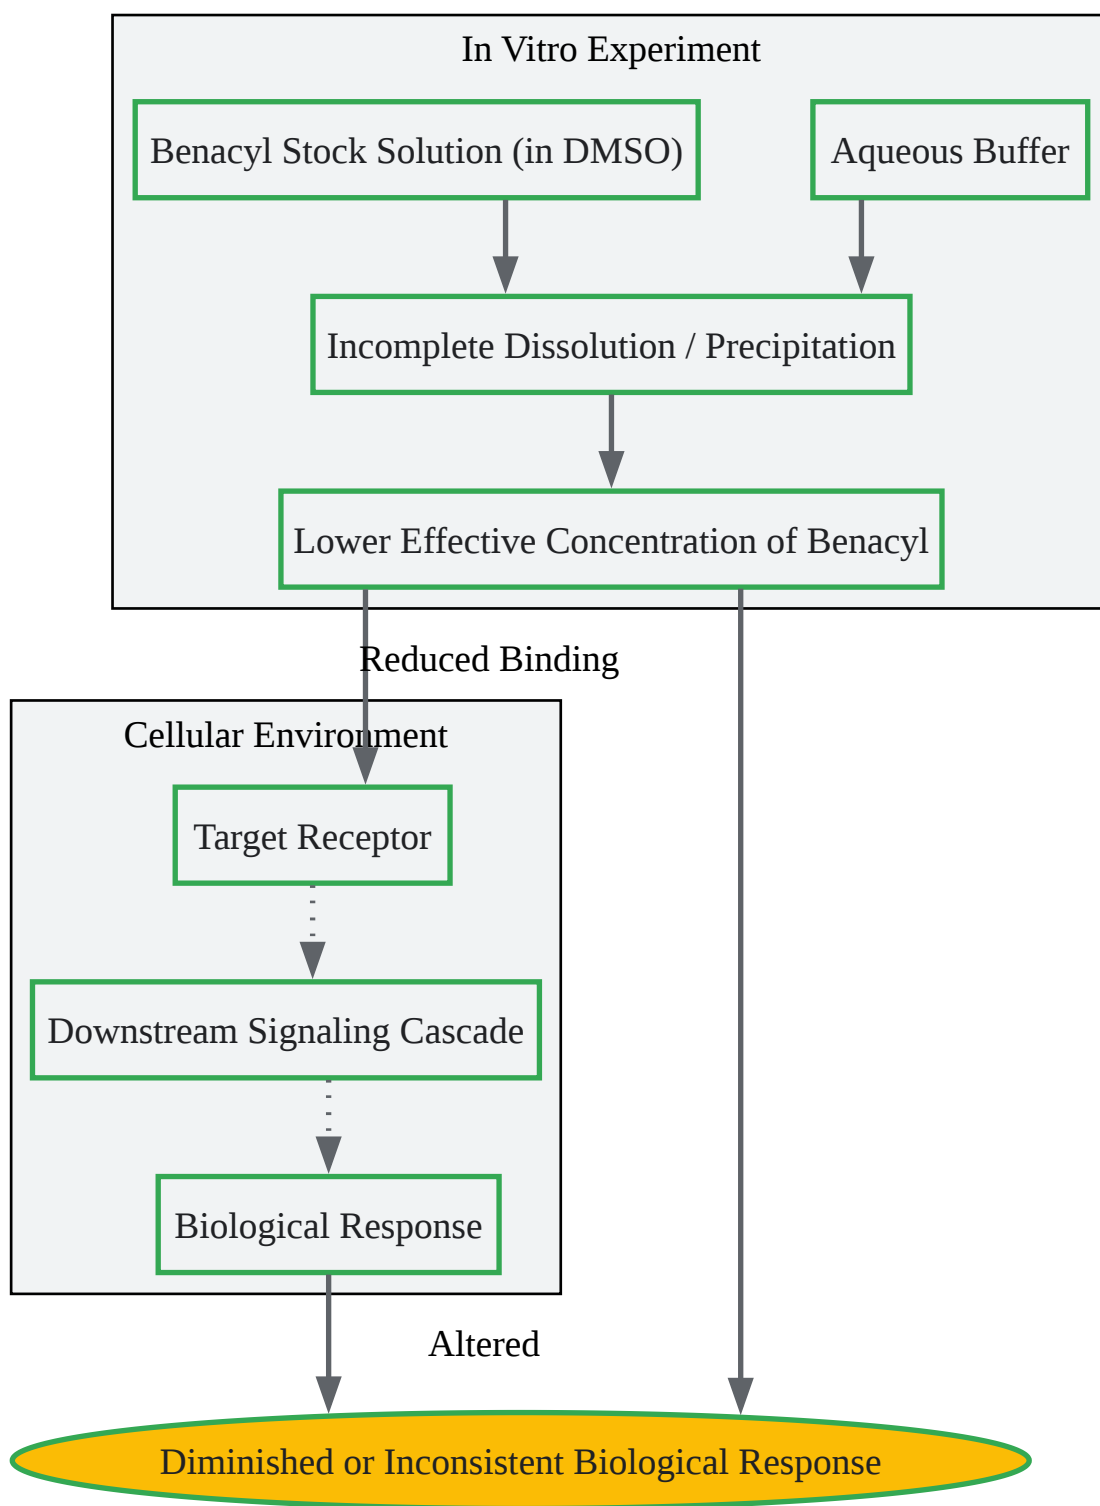 In Vitro Experiment
Benacyl Stock Solution (in DMSO)
Aqueous Buffer
Incomplete Dissolution / Precipitation
Lower Effective Concentration of Benacyl
Reduced Binding
Cellular Environment
Target Receptor
Downstream Signaling Cascade
Biological Response
Altered
Diminished or Inconsistent Biological Response